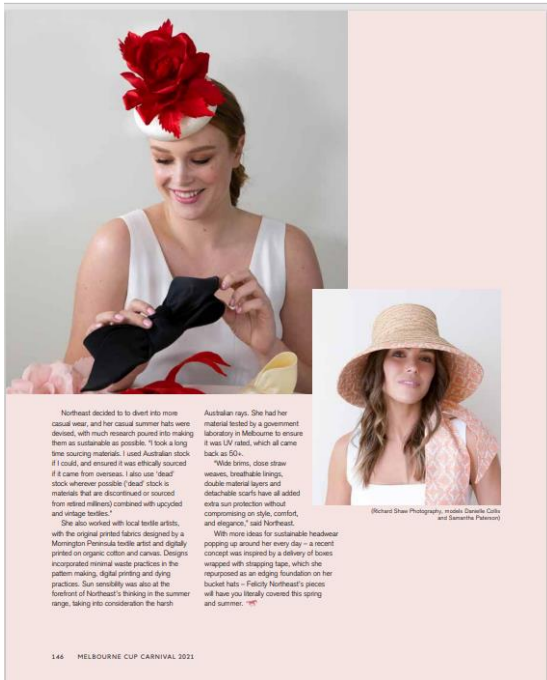 Northeast decided to to divert into more
casual wear, and her casual summer hats were
devised, with much research poured into making
them as sustainable as possible. "I took a long
time sourcing materials. I used Australian stock
if I could, and ensured it was ethically sourced
if it came from overseas. I also use 'dead'
stock wherever possible ('dead' stock is
materials that are discontinued or sourced
from retired milliners) combined with upcyced
and vintage textiles."
She also worked with local textile artists,
with the original printed fabrics designed by a
Mornington Peninsula textile artist and digitally
printed on organic cotton and canvas. Designs
incorporated minimal waste practices in the
pattern making, digital printing and dying
practices. Sun sensibility was also at the
forefront of Northeast's thinking in the summer
range, taking into consideration the harsh
Australian rays. She had her
material tested by a government
laboratory in Melbourne to ensure
it was UV rated, which all came
back as 50+.
"Wide brims, close straw
weaves, breathable linings,
double material layers and
detachable scarfs have all added
extra sun protection without
compromising on style, comfort,
and elegance," said Northeast.
With more ideas for sustainable headwear
popping up around her every day – a recent
concept was inspired by a delivery of boxes
wrapped with strapping tape, which she
repurposed as an edging foundation on her
bucket hats – Felicity Northeast's pieces
will have you literally covered this spring
and summer.
(Richard Shaw Photography, models Danielle Collis
and Samantha Paterson)
146 MELBOURNE CUP CARNIVAL 2021